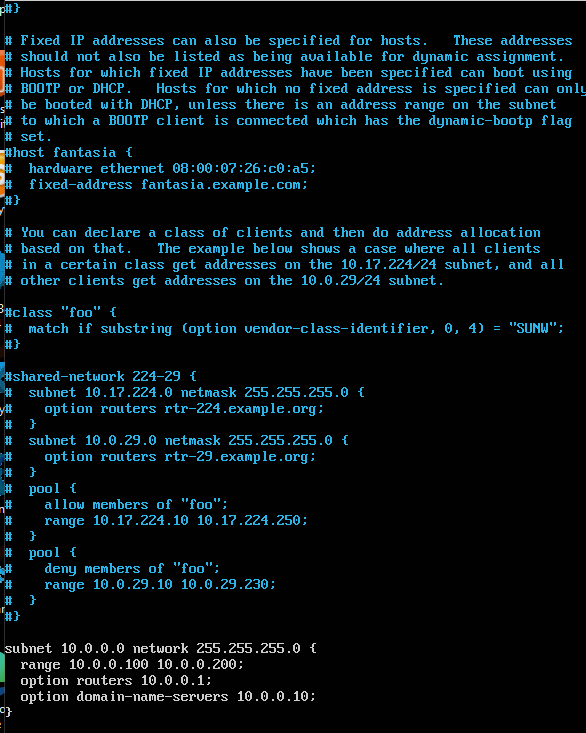 #}
# Fixed IP addresses can also be specified for hosts.   These addresses
# should not also be listed as being available for dynamic assignment.
# Hosts for which fixed IP addresses have been specified can boot using
# BOOTP or DHCP.   Hosts for which no fixed address is specified can only
# be booted with DHCP, unless there is an address range on the subnet
# to which a BOOTP client is connected which has the dynamic-bootp flag
# set.
#host fantasia {
#  hardware ethernet 08:00:07:26:c0:a5;
#  fixed-address fantasia.example.com;
#}
# You can declare a class of clients and then do address allocation
# based on that.   The example below shows a case where all clients
# in a certain class get addresses on the 10.17.224/24 subnet, and all
# other clients get addresses on the 10.0.29/24 subnet.
#class "foo" {
#  match if substring (option vendor-class-identifier, 0, 4) = "SUNW";
#}
#shared-network 224-29 {
#  subnet 10.17.224.0 netmask 255.255.255.0 {
#    option routers rtr-224.example.org;
#  }
#  subnet 10.0.29.0 netmask 255.255.255.0 {
#    option routers rtr-29.example.org;
#  }
#  pool {
#    allow members of "foo";
#    range 10.17.224.10 10.17.224.250;
#  }
#  pool {
#    deny members of "foo";
#    range 10.0.29.10 10.0.29.230;
#  }
#}
subnet 10.0.0.0 network 255.255.255.0 {
  range 10.0.0.100 10.0.0.200;
  option routers 10.0.0.1;
  option domain-name-servers 10.0.0.10;
}